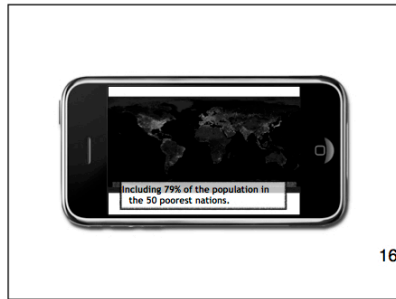 Including 79% of the population in
the 50 poorest nations.
16